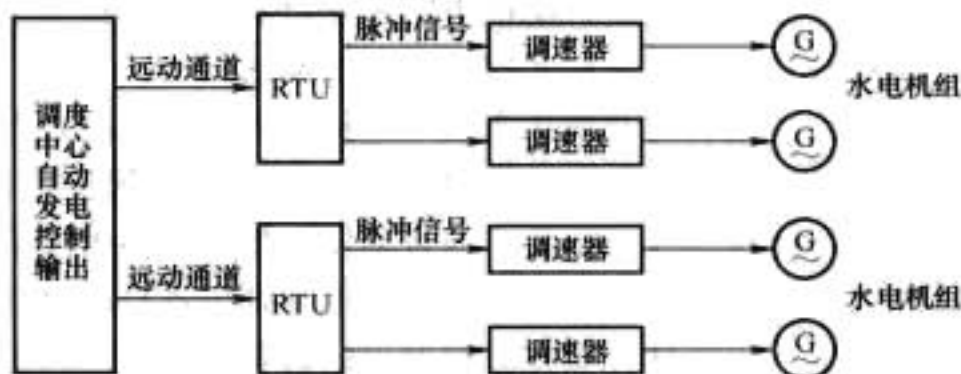 调度
中心
自动
发电
控制
输出
远动通道
RTU
脉冲信号
调速器
G
~
水电机组
调速器
G
~
远动通道
RTU
脉冲信号
调速器
G
~
水电机组
调速器
G
~